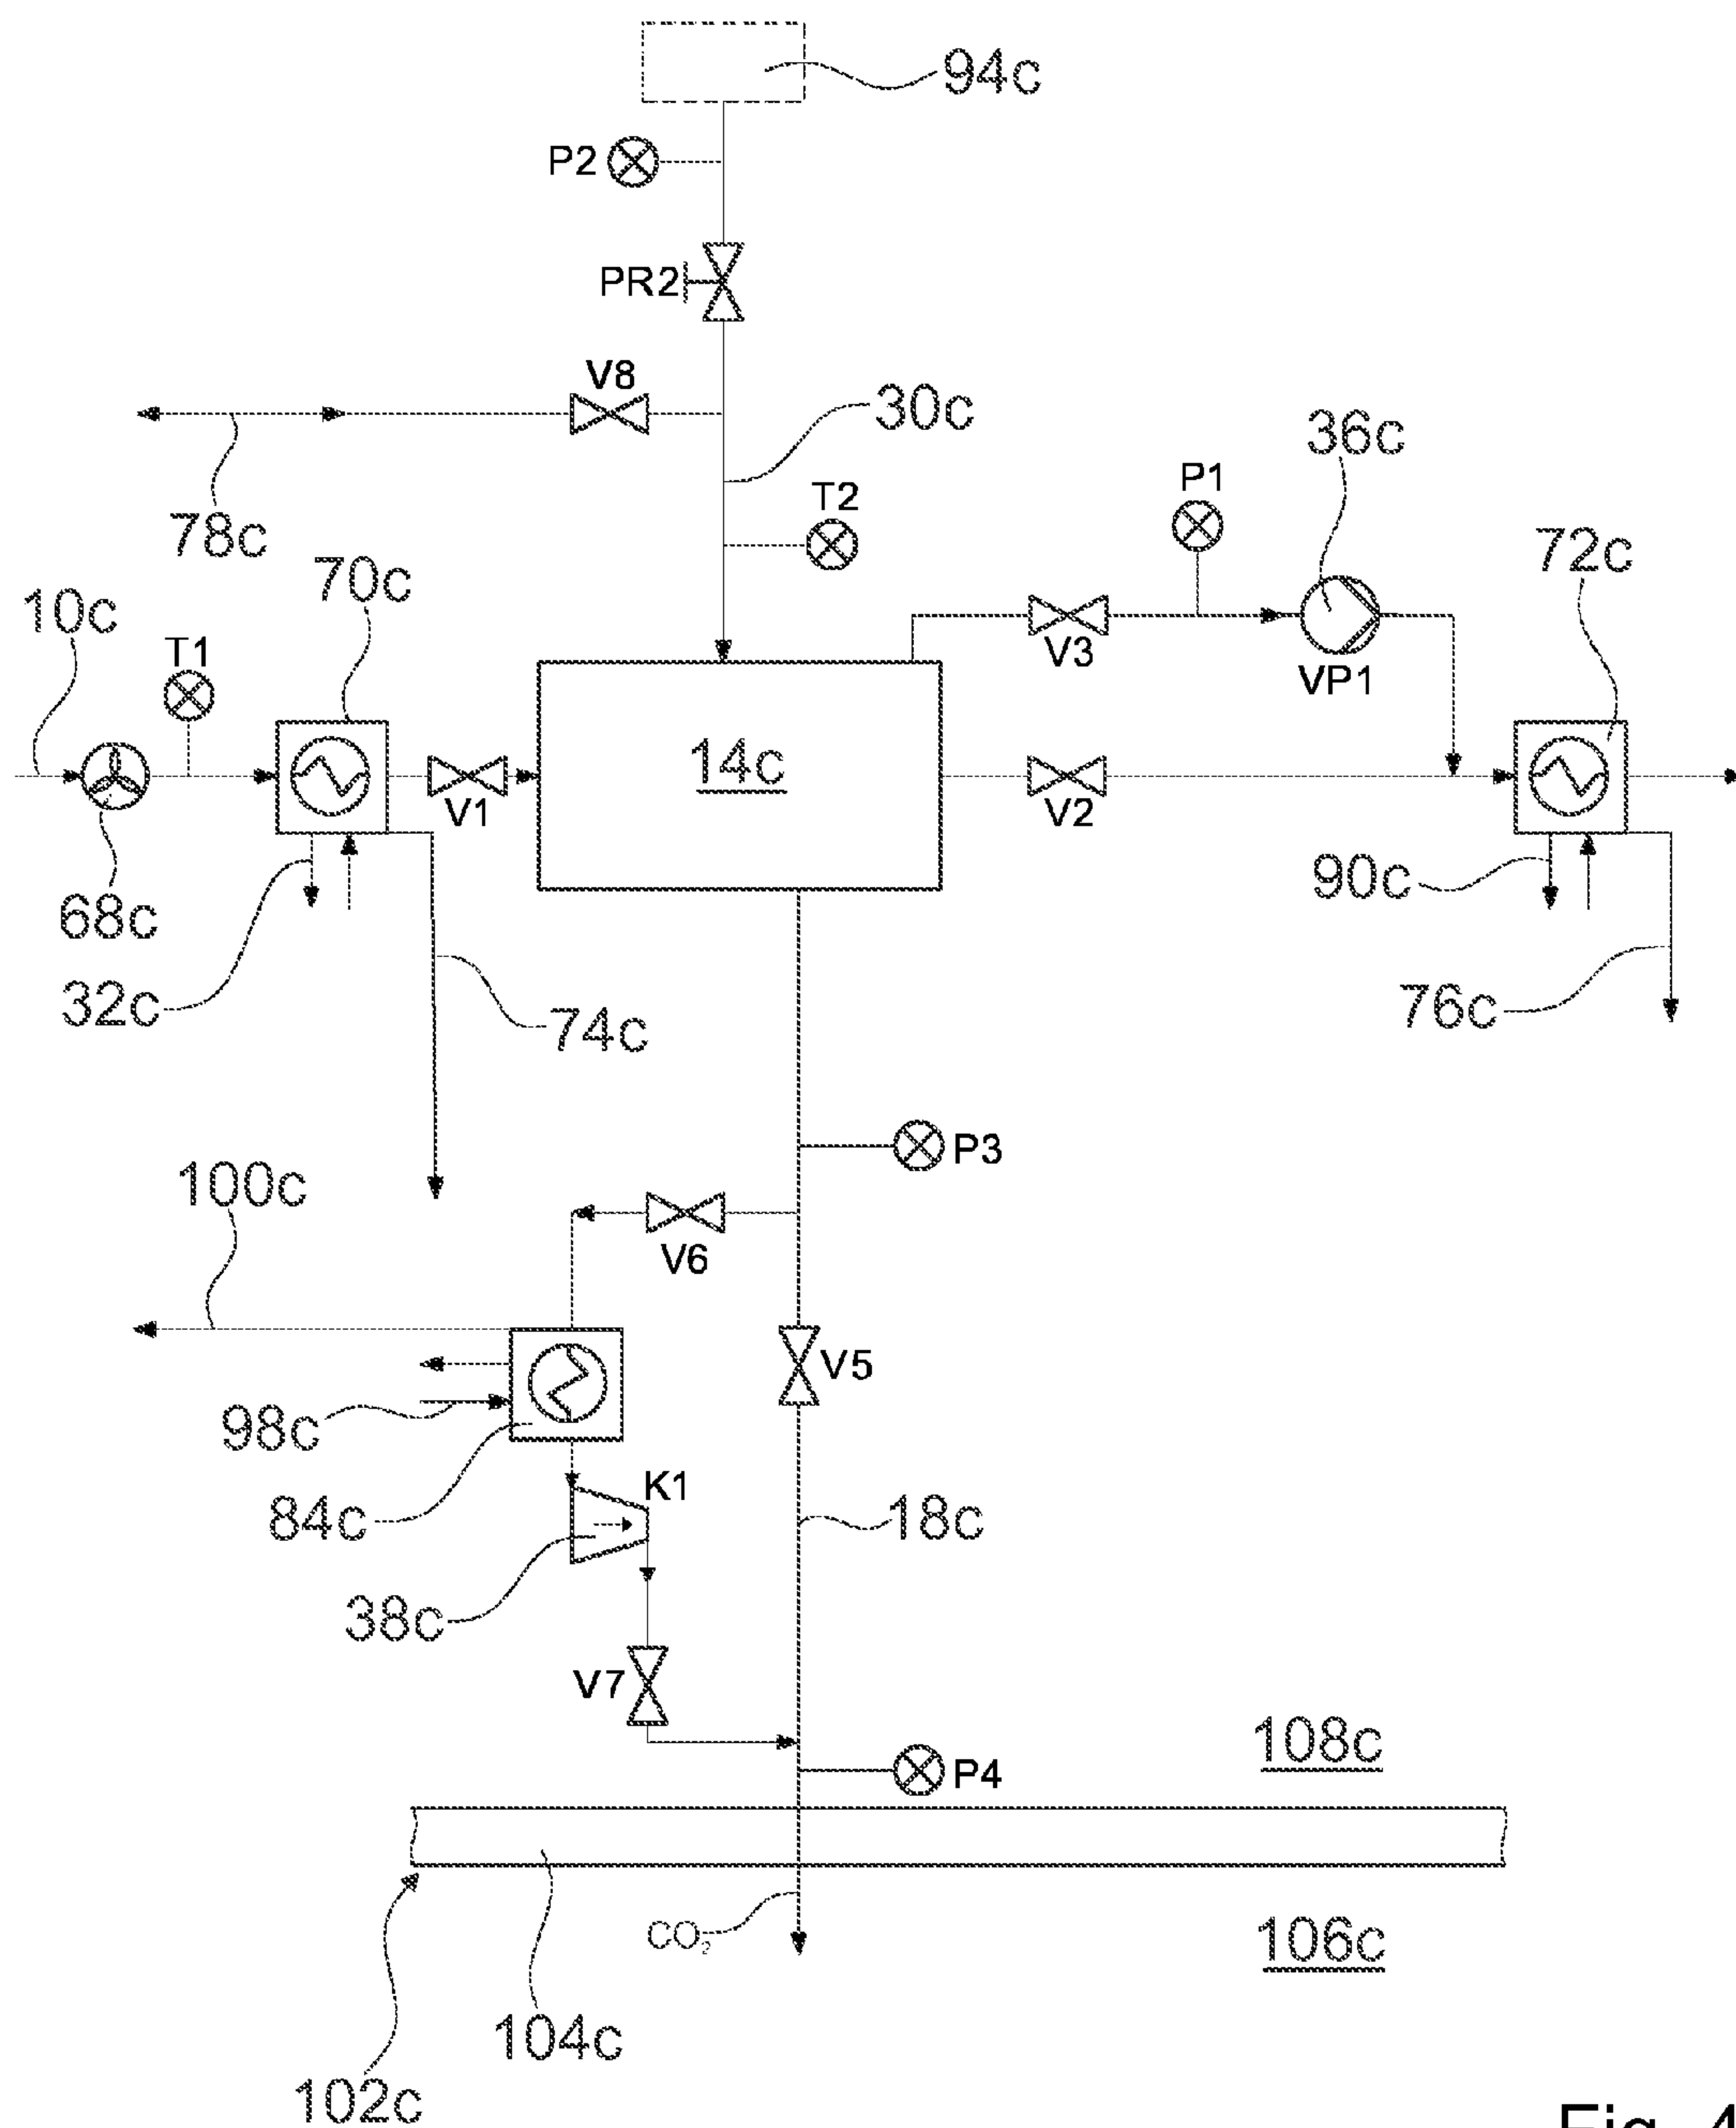 94c
P2
PR2
V8
30c
36c
P1
T2
72c
78c
70c
10c
T1
V3
VP1
14c
V1
V2
90c
68c
32c
74c
76c
P3
100c
V6
V5
98c
K1
84c
18c
38c
V7
108c
P4
CO₂
106c
104c
102c
Fig. 4